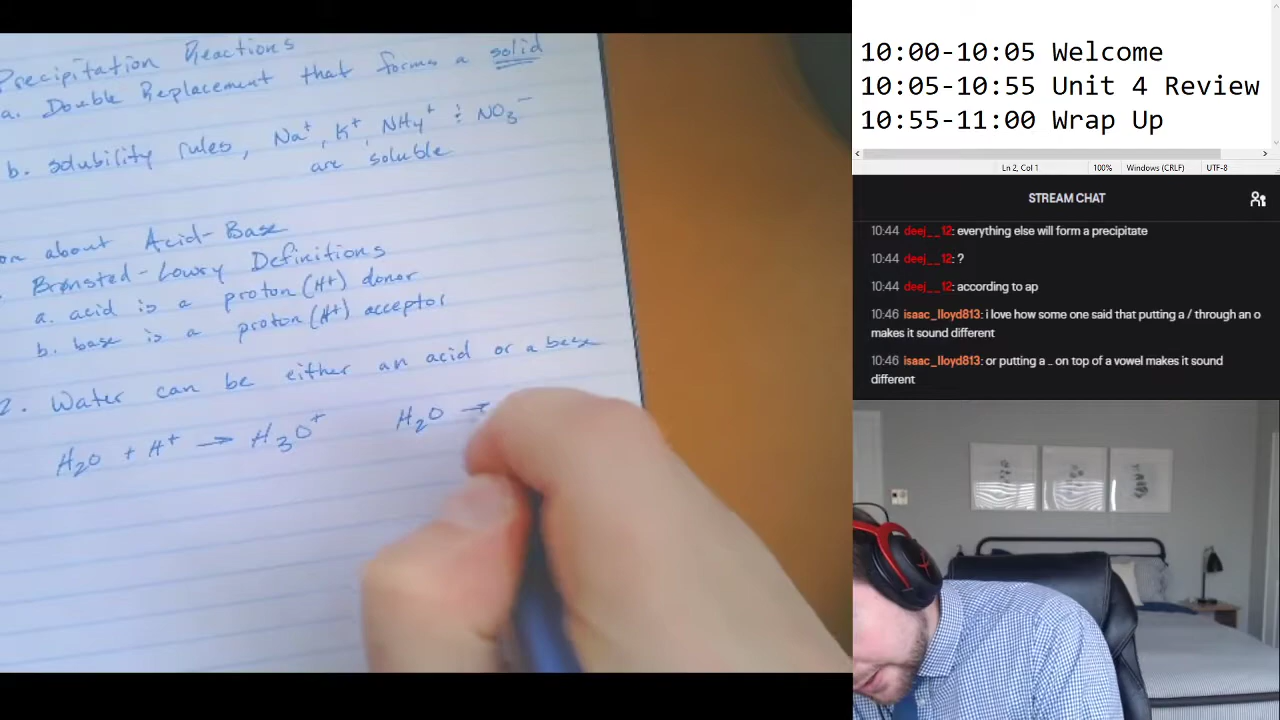 Precipitation Reactions
a. Double Replacement that forms a solid
b. solubility rules, Na⁺, K⁺, NH₄⁺ : NO₃⁻
are soluble
about Acid-Base
Brønsted-Lowry Definitions
a. acid is a proton (H⁺) donor
b. base is a proton (H⁺) acceptor
2. Water can be either an acid or a base
H₂O + H⁺ → H₃O⁺ H₂O →
10:00-10:05 Welcome
10:05-10:55 Unit 4 Review
10:55-11:00 Wrap Up
Ln 2, Col 1 100% Windows (CRLF) UTF-8
STREAM CHAT
10:44 deej__12: everything else will form a precipitate
10:44 deej__12: ?
10:44 deej__12: according to ap
10:46 isaac_lloyd813: i love how some one said that putting a / through an o
makes it sound different
10:46 isaac_lloyd813: or putting a .. on top of a vowel makes it sound
different